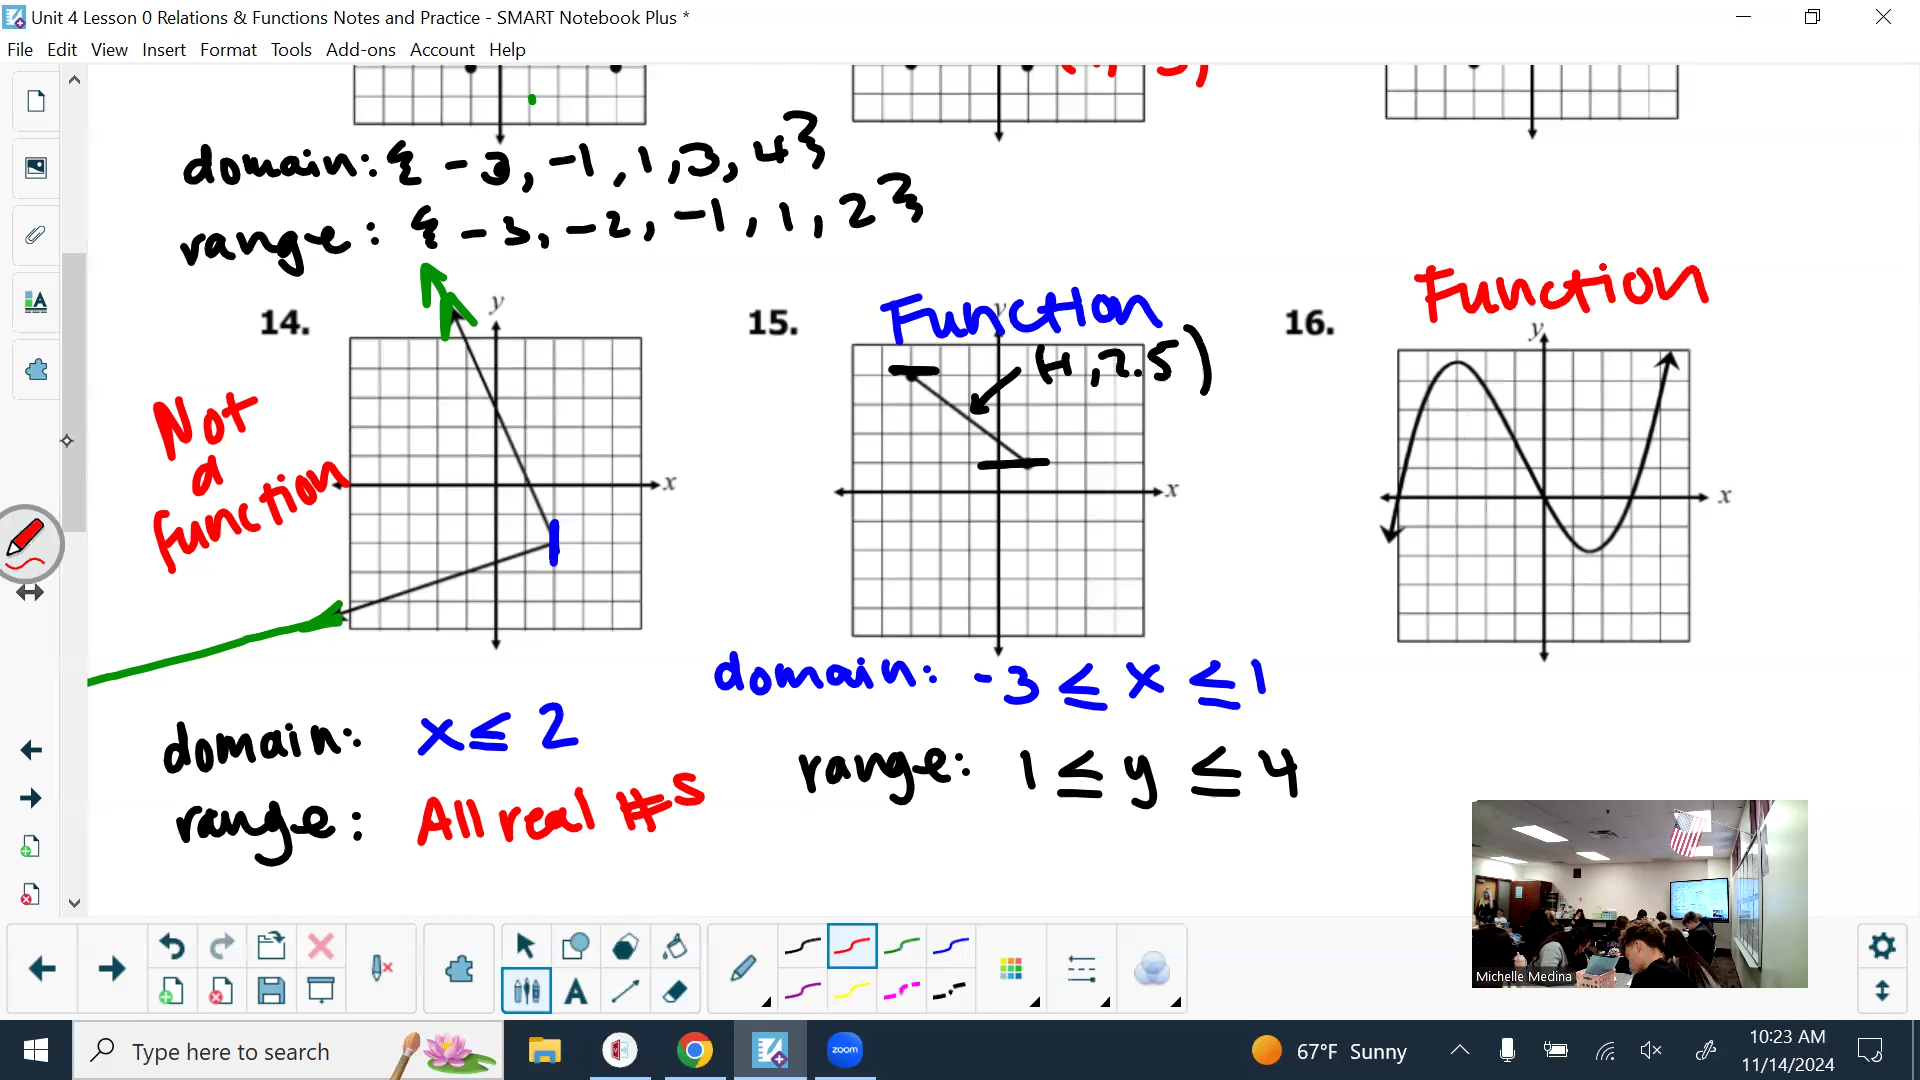 Unit 4 Lesson 0 Relations & Functions Notes and Practice - SMART Notebook Plus *
File Edit View Insert Format Tools Add-ons Account Help
domain: { -3, -1, 1, 3, 4}
range: { -3, -2, -1, 1, 2}
14.
y
x
Not
a
function
domain: x ≤ 2
range: All real #s
15.
Function
y
, 2.5)
x
domain: -3 ≤ x ≤ 1
range: 1 ≤ y ≤ 4
16.
Function
y
x
Michelle Medina
A
Type here to search
zoom
67°F Sunny
10:23 AM
11/14/2024